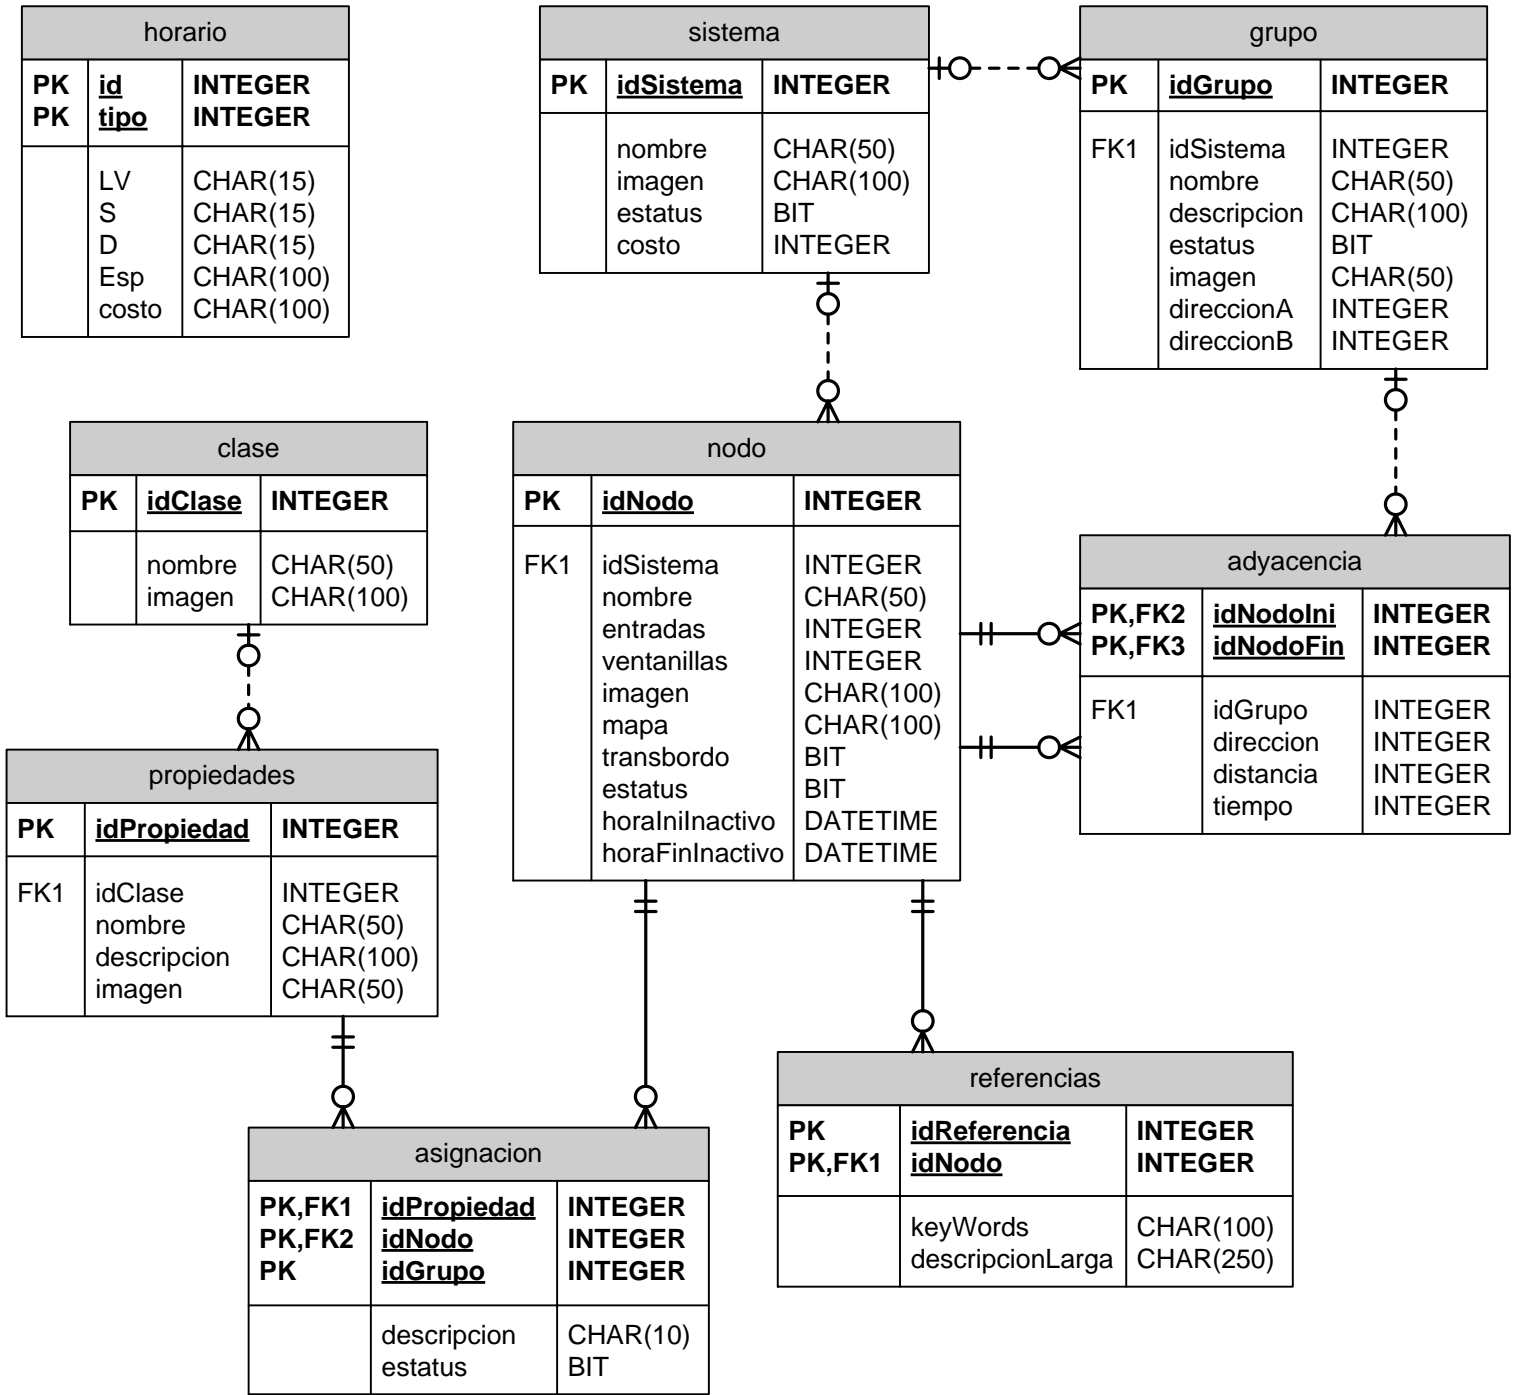 horario
PK id INTEGER
PK tipo INTEGER
LV CHAR(15)
S CHAR(15)
D CHAR(15)
Esp CHAR(100)
costo CHAR(100)
sistema
PK idSistema INTEGER
nombre CHAR(50)
imagen CHAR(100)
estatus BIT
costo INTEGER
grupo
PK idGrupo INTEGER
FK1 idSistema INTEGER
nombre CHAR(50)
descripcion CHAR(100)
estatus BIT
imagen CHAR(50)
direccionA INTEGER
direccionB INTEGER
clase
PK idClase INTEGER
nombre CHAR(50)
imagen CHAR(100)
nodo
PK idNodo INTEGER
FK1 idSistema INTEGER
nombre CHAR(50)
entradas INTEGER
ventanillas INTEGER
imagen CHAR(100)
mapa CHAR(100)
transbordo BIT
estatus BIT
horaIniInactivo DATETIME
horaFinInactivo DATETIME
adyacencia
PK,FK2 idNodoIni INTEGER
PK,FK3 idNodoFin INTEGER
FK1 idGrupo INTEGER
direccion INTEGER
distancia INTEGER
tiempo INTEGER
propiedades
PK idPropiedad INTEGER
FK1 idClase INTEGER
nombre CHAR(50)
descripcion CHAR(100)
imagen CHAR(50)
asignacion
PK,FK1 idPropiedad INTEGER
PK,FK2 idNodo INTEGER
PK idGrupo INTEGER
descripcion CHAR(10)
estatus BIT
referencias
PK idReferencia INTEGER
PK,FK1 idNodo INTEGER
keyWords CHAR(100)
descripcionLarga CHAR(250)